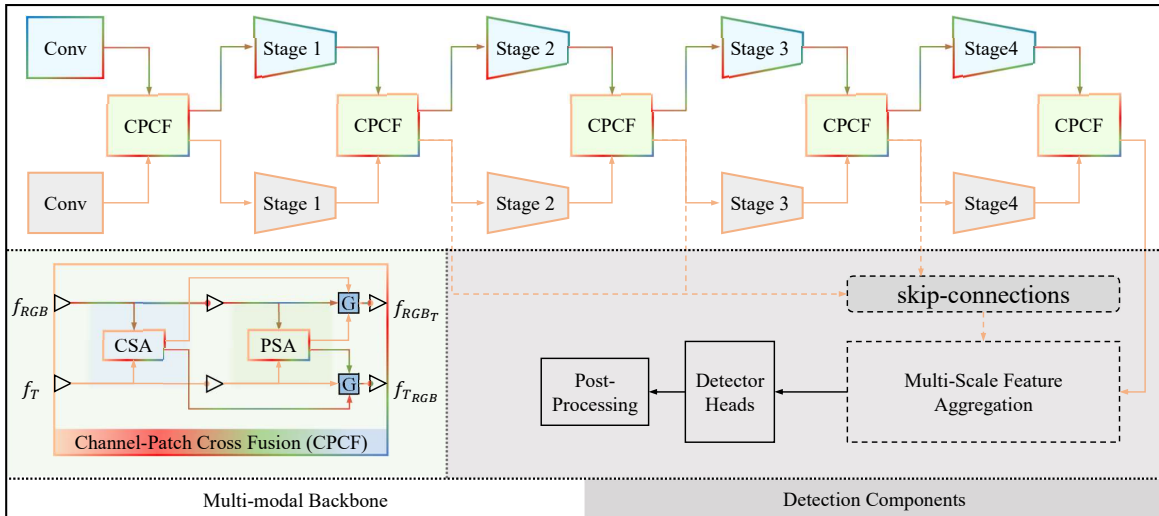 Conv
Stage 1
Stage 2
Stage 3
Stage4
CPCF
CPCF
CPCF
CPCF
CPCF
Conv
Stage 1
Stage 2
Stage 3
Stage4
f_RGB
G
f_RGB_T
CSA
PSA
f_T
G
f_T_RGB
Channel-Patch Cross Fusion (CPCF)
skip-connections
Post-
Processing
Detector
Heads
Multi-Scale Feature
Aggregation
Multi-modal Backbone
Detection Components